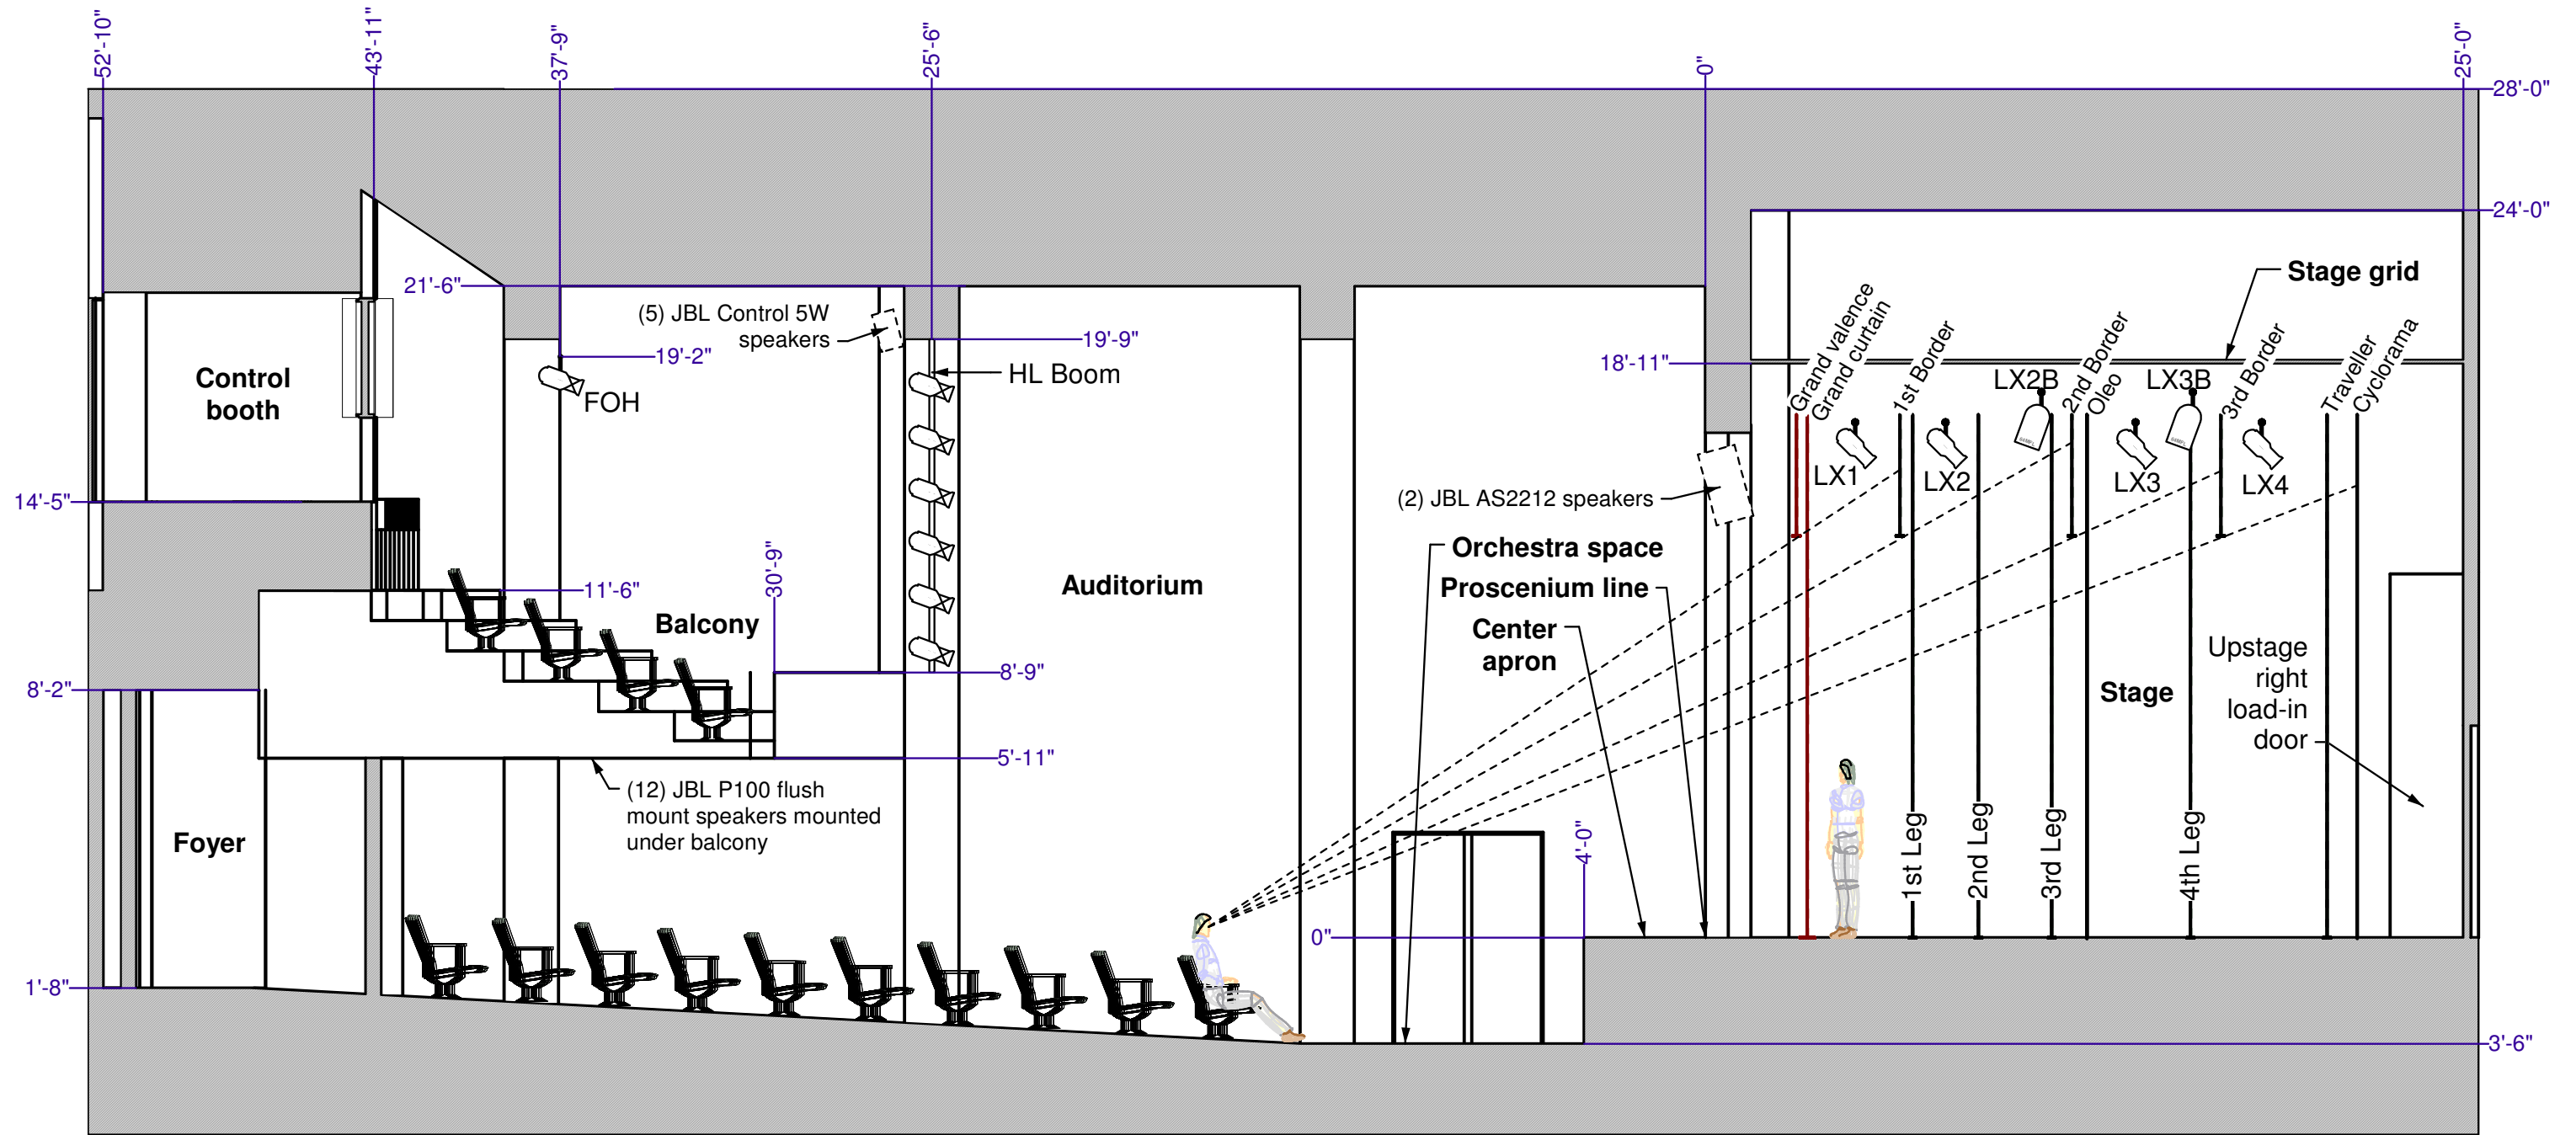 52'-10"
43'-11"
37'-9"
25'-6"
0"
25'-0"
28'-0"
24'-0"
Stage grid
21'-6"
(5) JBL Control 5W
speakers
19'-9"
19'-2"
18'-11"
HL Boom
FOH
Control
booth
Grand valence
Grand curtain
1st Border
2nd Border
Oleo
3rd Border
Traveller
Cyclorama
LX2B
LX3B
LX1
LX2
LX3
LX4
14'-5"
(2) JBL AS2212 speakers
Orchestra space
Proscenium line
Center
apron
Auditorium
11'-6"
30'-9"
Balcony
8'-9"
8'-2"
5'-11"
Upstage
right
load-in
door
Stage
(12) JBL P100 flush
mount speakers mounted
under balcony
Foyer
4'-0"
1st Leg
2nd Leg
3rd Leg
4th Leg
0"
1'-8"
3'-6"